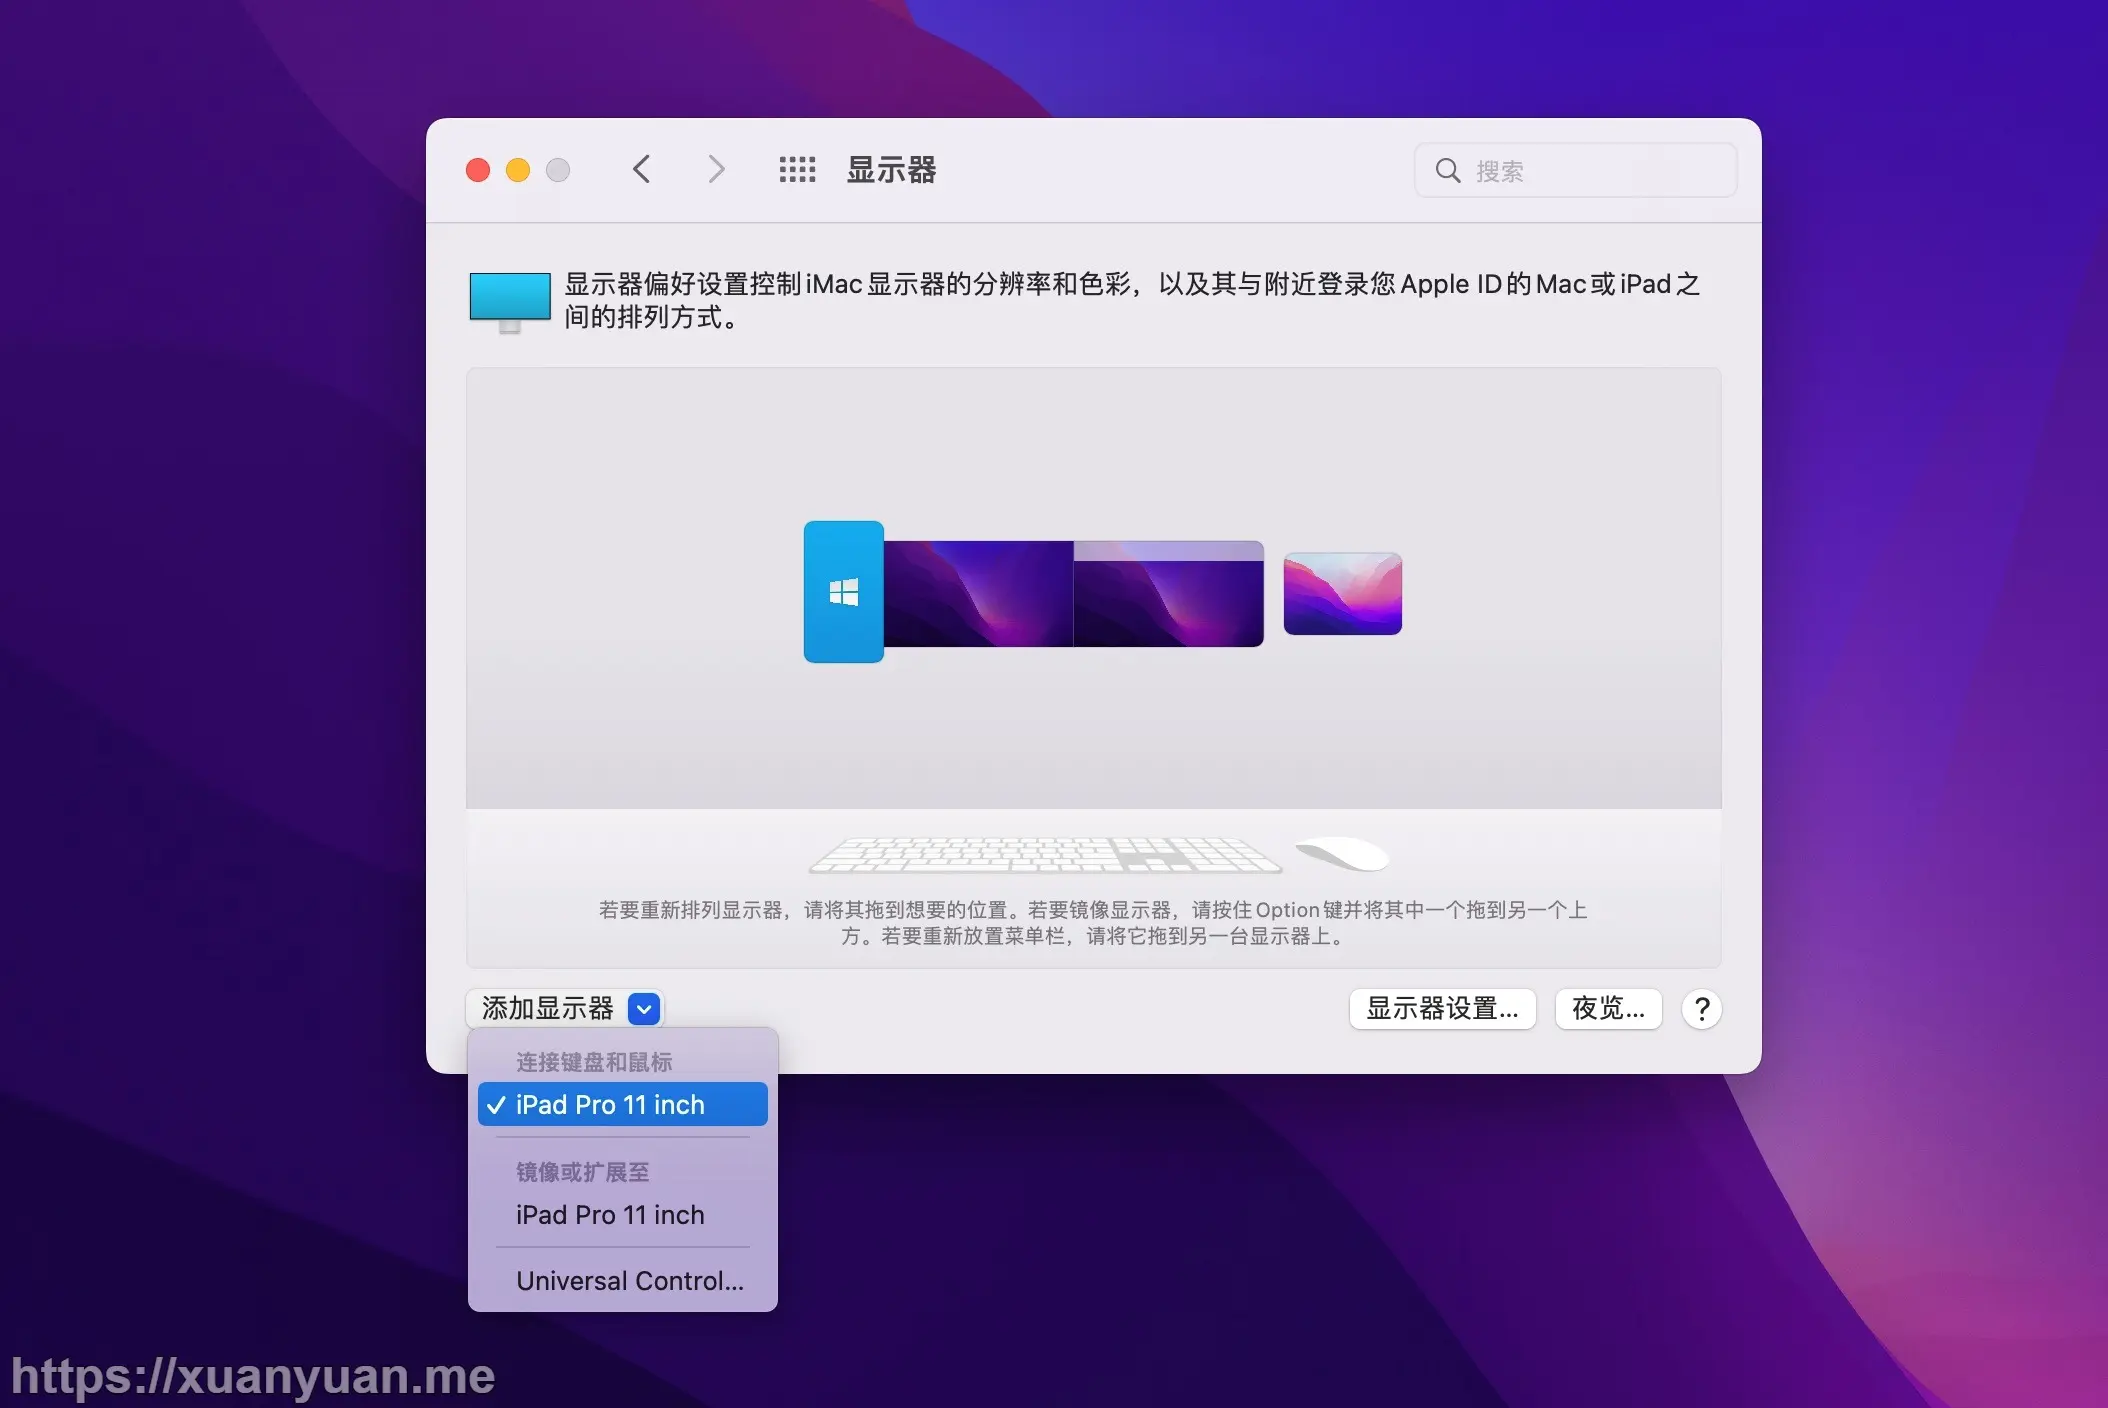 显示器
搜索
显示器偏好设置控制iMac显示器的分辨率和色彩，以及其与附近登录您Apple ID的Mac或iPad之
间的排列方式。
若要重新排列显示器，请将其拖到想要的位置。若要镜像显示器，请按住Option键并将其中一个拖到另一个上
方。若要重新放置菜单栏，请将它拖到另一台显示器上。
添加显示器
显示器设置...
夜览...
?
连接键盘和鼠标
iPad Pro 11 inch
镜像或扩展至
iPad Pro 11 inch
Universal Control...
https://xuanyuan.me